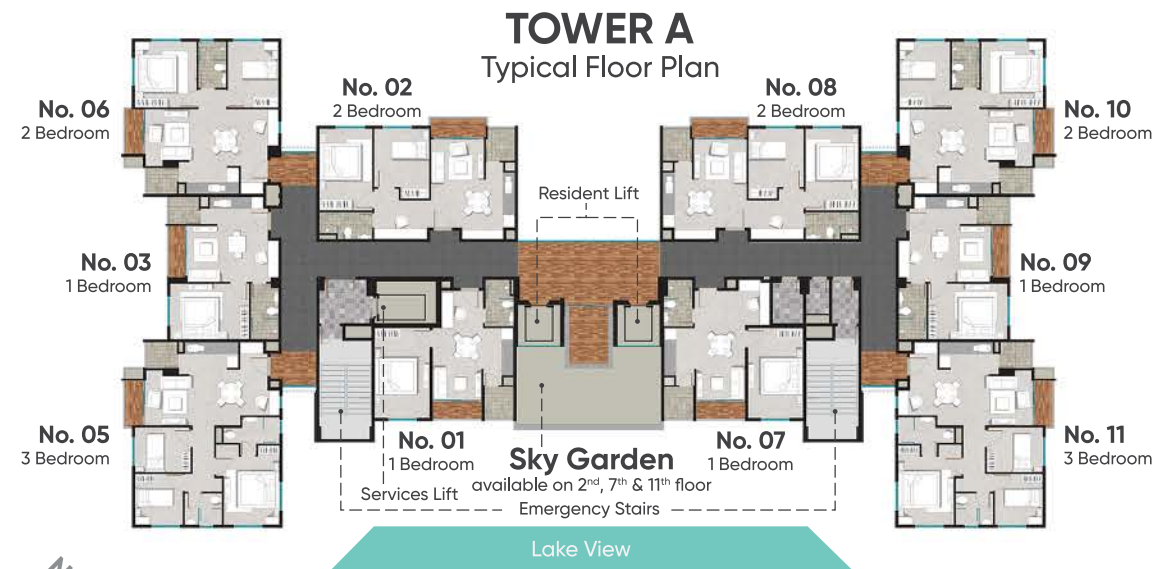 TOWER A
Typical Floor Plan
No. 06
2 Bedroom
No. 02
2 Bedroom
No. 08
2 Bedroom
No. 10
2 Bedroom
Resident Lift
No. 03
1 Bedroom
No. 09
1 Bedroom
No. 05
3 Bedroom
No. 01
1 Bedroom
Services Lift
Sky Garden
available on 2nd, 7th & 11th floor
Emergency Stairs
No. 07
1 Bedroom
No. 11
3 Bedroom
Lake View